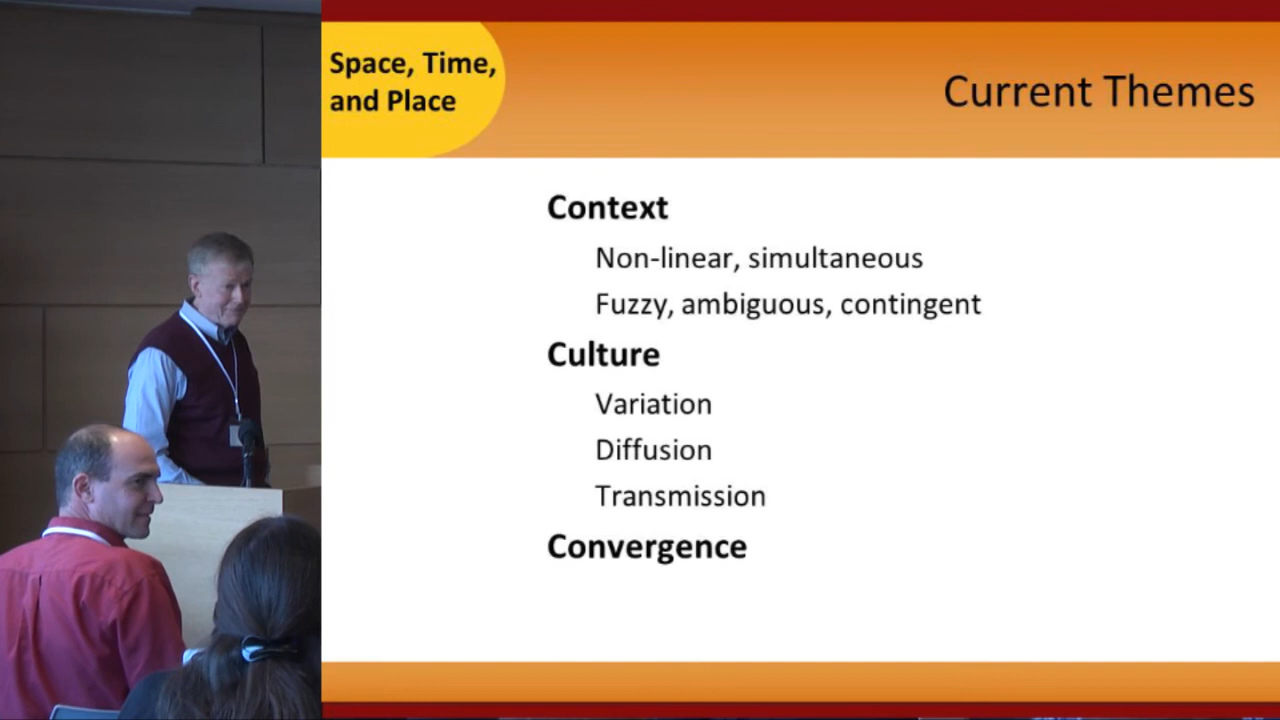 Space, Time,
and Place
Current Themes
Context
Non-linear, simultaneous
Fuzzy, ambiguous, contingent
Culture
Variation
Diffusion
Transmission
Convergence